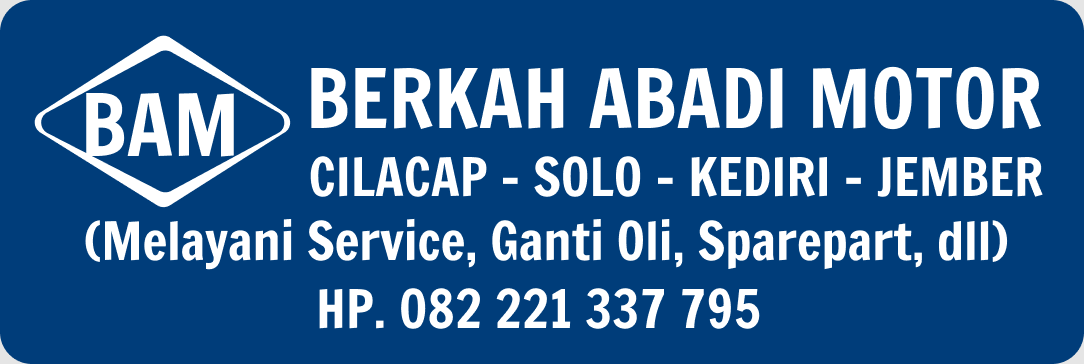 BAM
BERKAH ABADI MOTOR
CILACAP - SOLO - KEDIRI - JEMBER
(Melayani Service, Ganti Oli, Sparepart, dll)
HP. 082 221 337 795